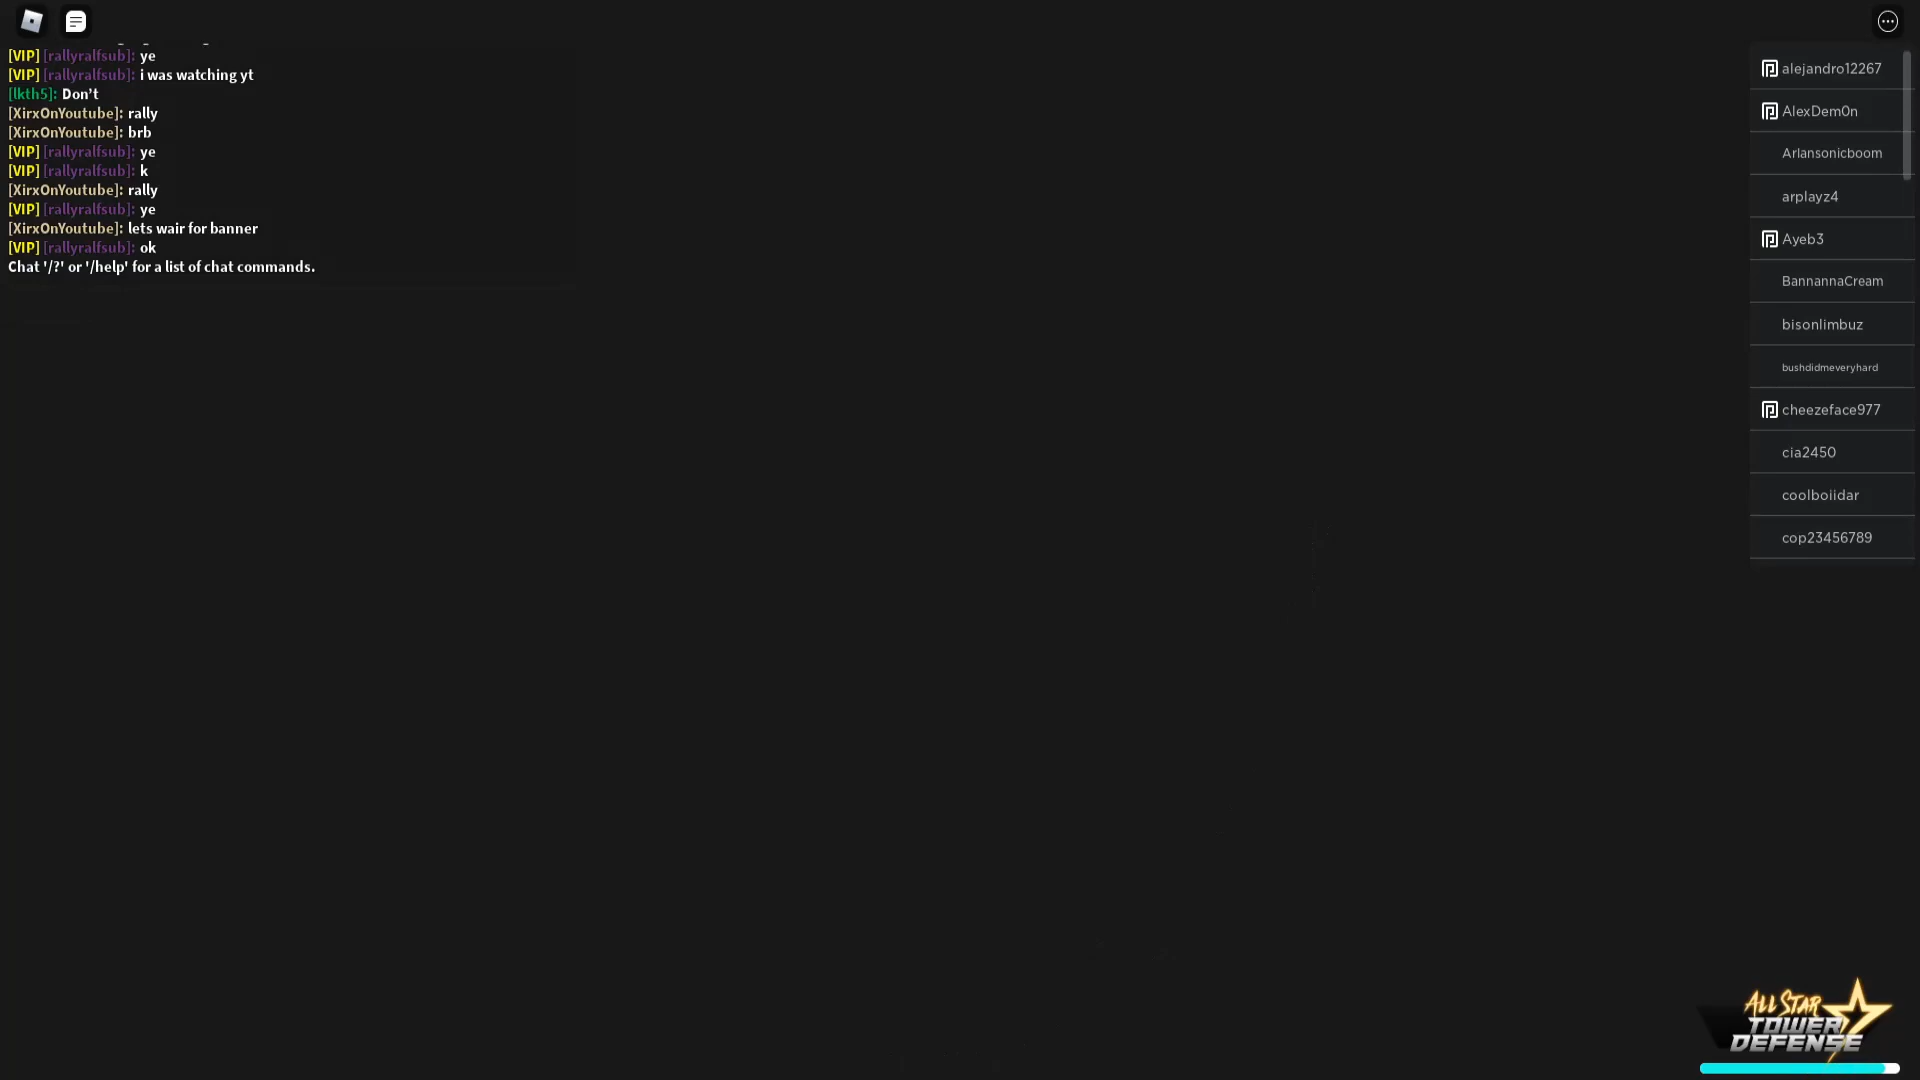 [VIP] [rallyralfsub]: ye
[VIP] [rallyralfsub]: i was watching yt
[lkth5]: Don't
[XirxOnYoutube]: rally
[XirxOnYoutube]: brb
[VIP] [rallyralfsub]: ye
[VIP] [rallyralfsub]: k
[XirxOnYoutube]: rally
[VIP] [rallyralfsub]: ye
[XirxOnYoutube]: lets wair for banner
[VIP] [rallyralfsub]: ok
Chat '/?' or '/help' for a list of chat commands.
alejandro12267
AlexDem0n
Arlansonicboom
arplayz4
Ayeb3
BannannaCream
bisonlimbuz
bushdidmeveryhard
cheezeface977
cia2450
coolboiidar
cop23456789
ALL STAR
TOWER
DEFENSE